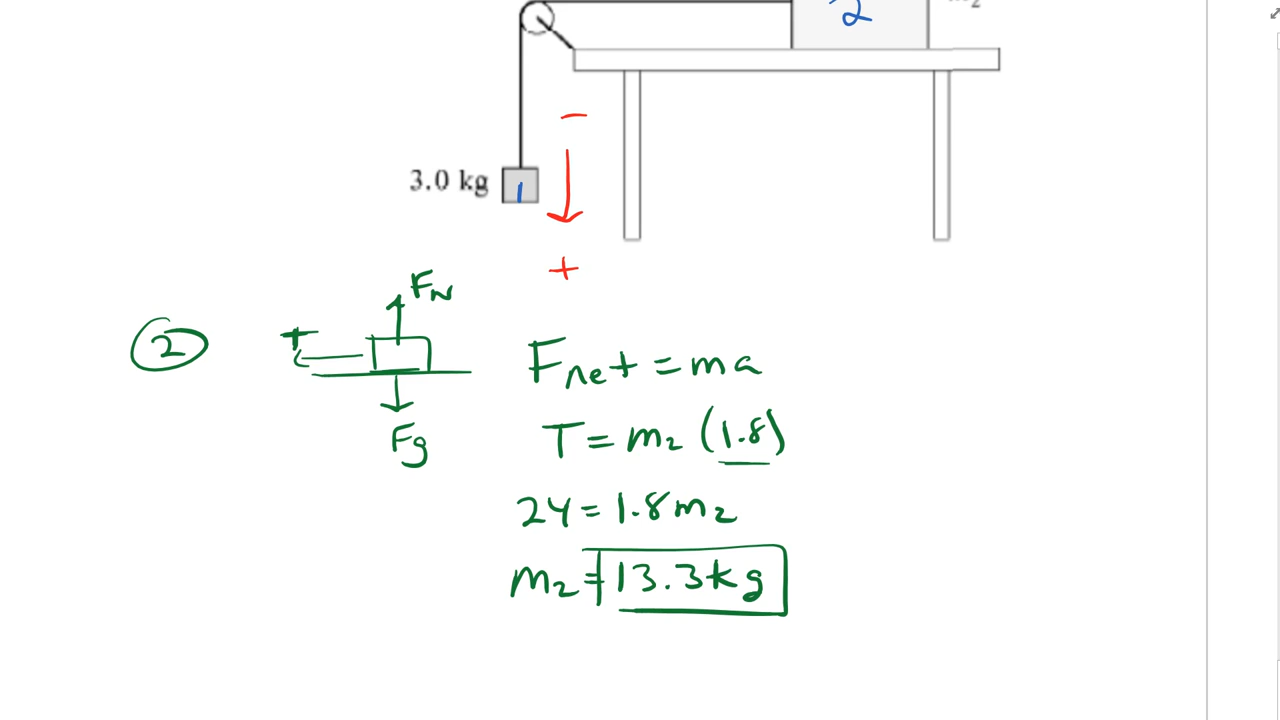 2
3.0 kg
1
−
+
2
FN
T
Fg
Fnet = ma
T = m2 (1.8)
24 = 1.8m2
m2 = 13.3kg